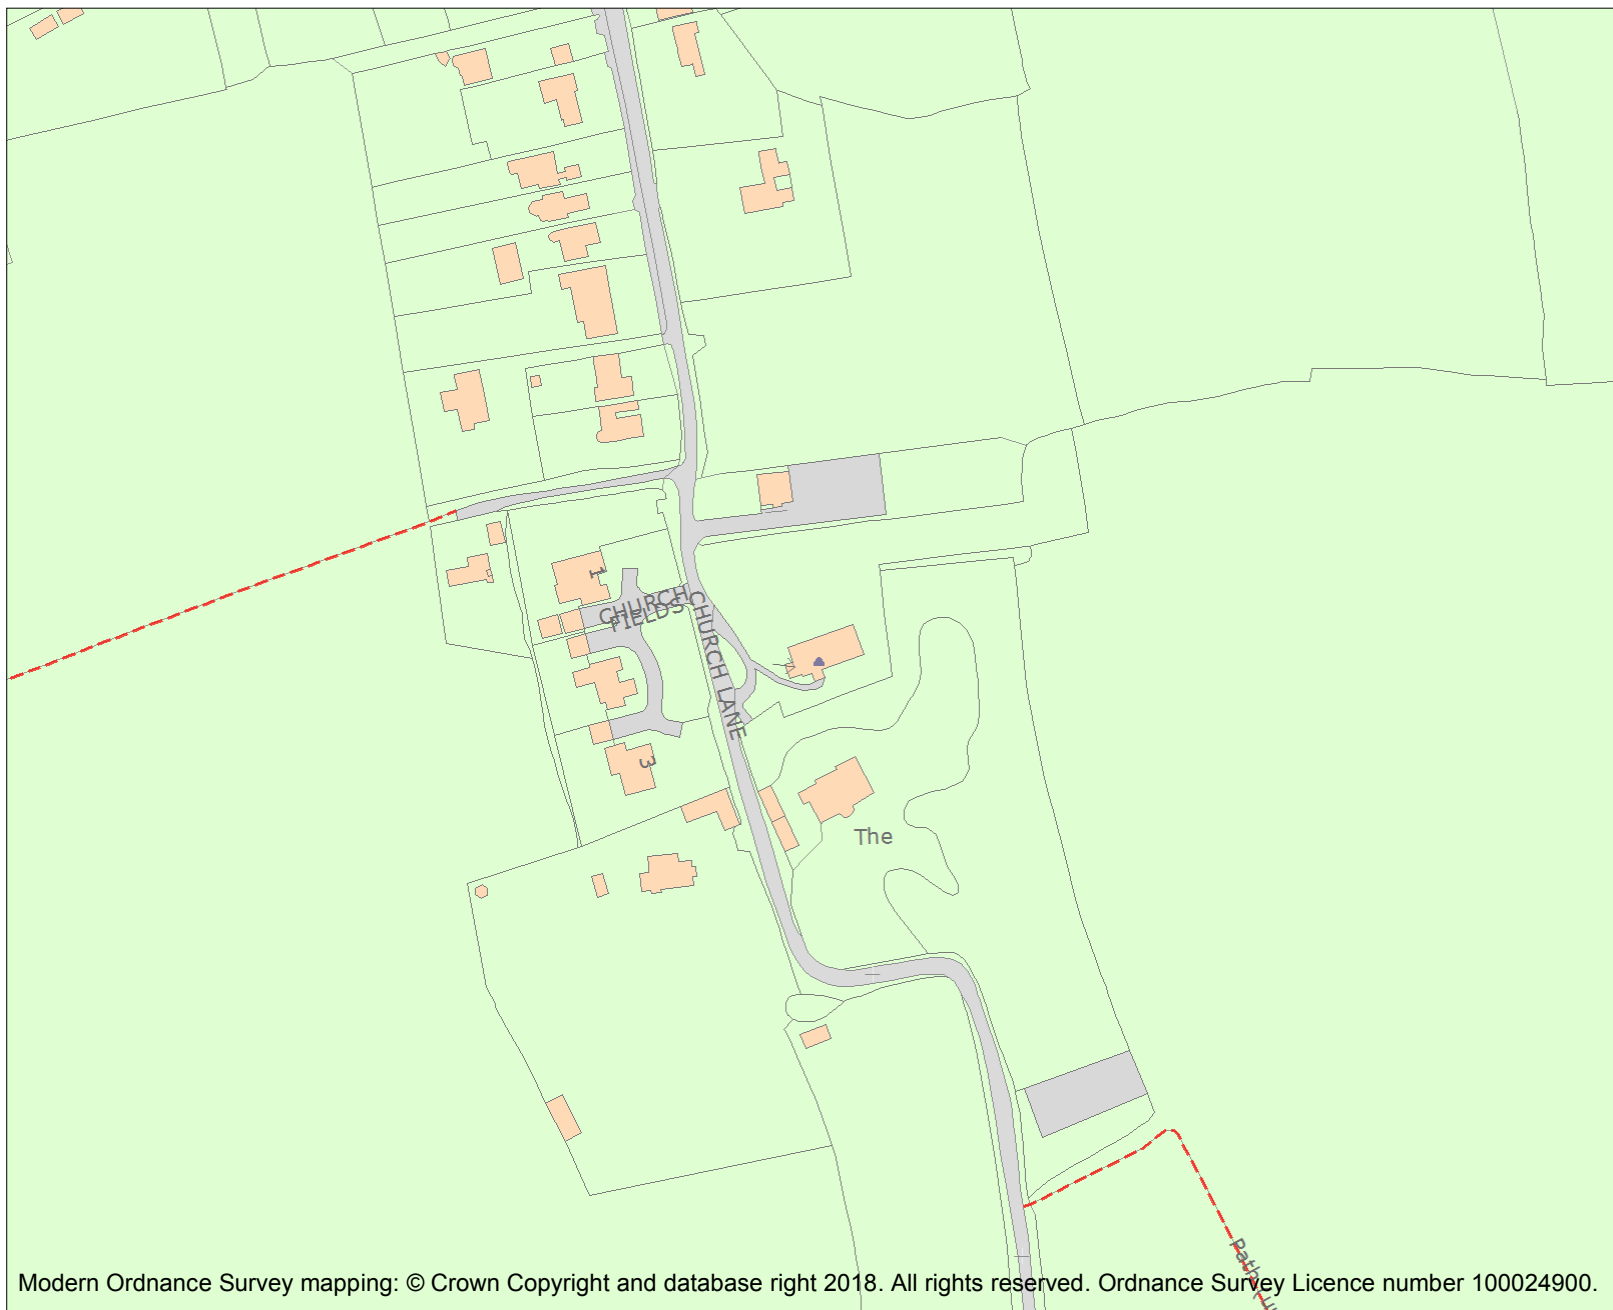 1
CHURCH
FIELDS
CHURCH LANE
3
The
Path
Modern Ordnance Survey mapping: © Crown Copyright and database right 2018. All rights reserved. Ordnance Survey Licence number 100024900.